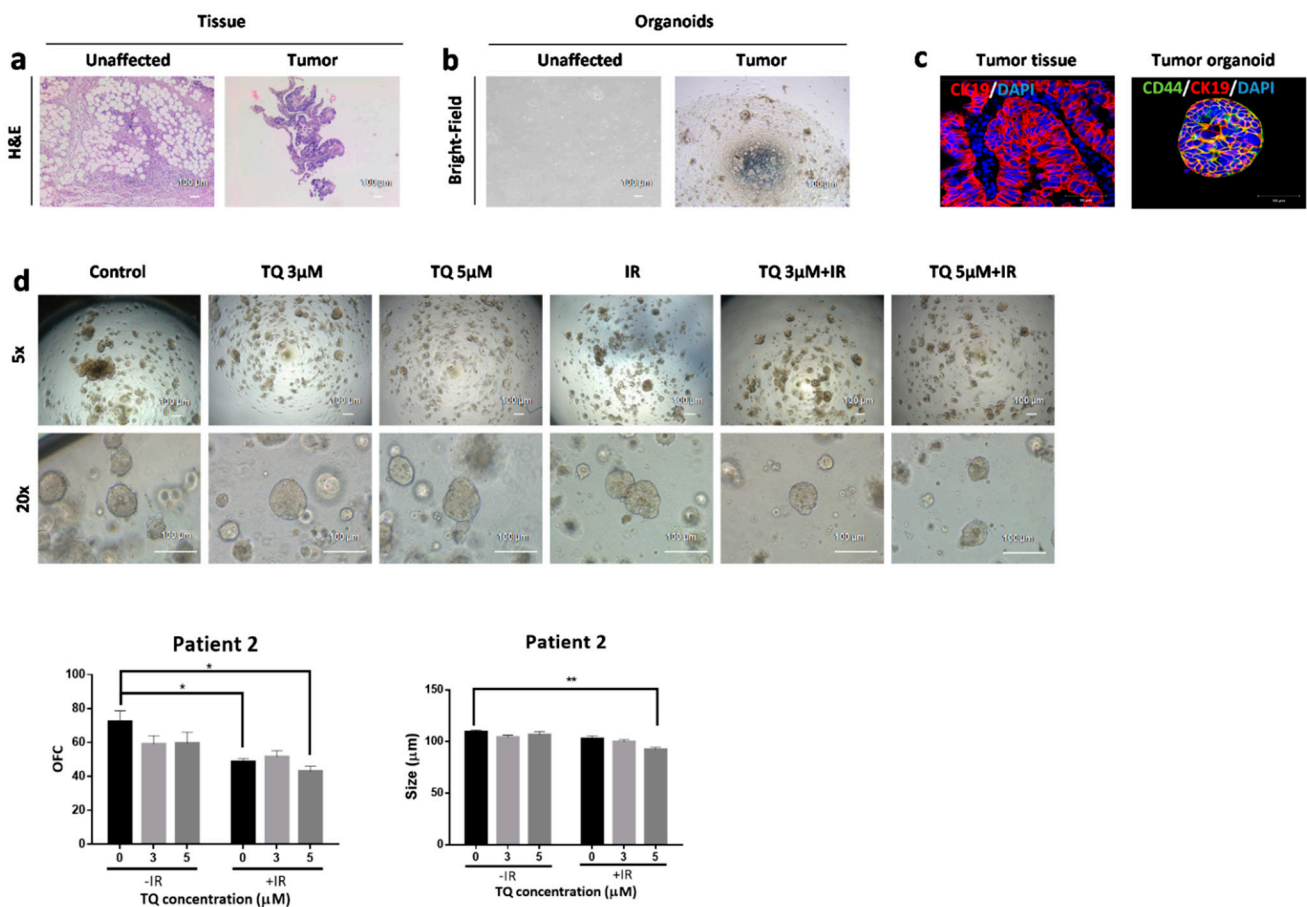 Tissue
Organoids
a
Unaffected
Tumor
b
Unaffected
Tumor
c
Tumor tissue
Tumor organoid
H&E
100 µm
100 µm
Bright-Field
100 µm
100 µm
CK19/DAPI
CD44/CK19/DAPI
d
Control
TQ 3µM
TQ 5µM
IR
TQ 3µM+IR
TQ 5µM+IR
5x
100 µm
100 µm
100 µm
100 µm
100 µm
100 µm
20x
100 µm
100 µm
100 µm
100 µm
100 µm
100 µm
Patient 2
OFC
100
80
60
40
20
0
*
*
0 3 5 0 3 5
-IR +IR
TQ concentration (µM)
Patient 2
Size (µm)
150
100
50
0
**
0 3 5 0 3 5
-IR +IR
TQ concentration (µM)